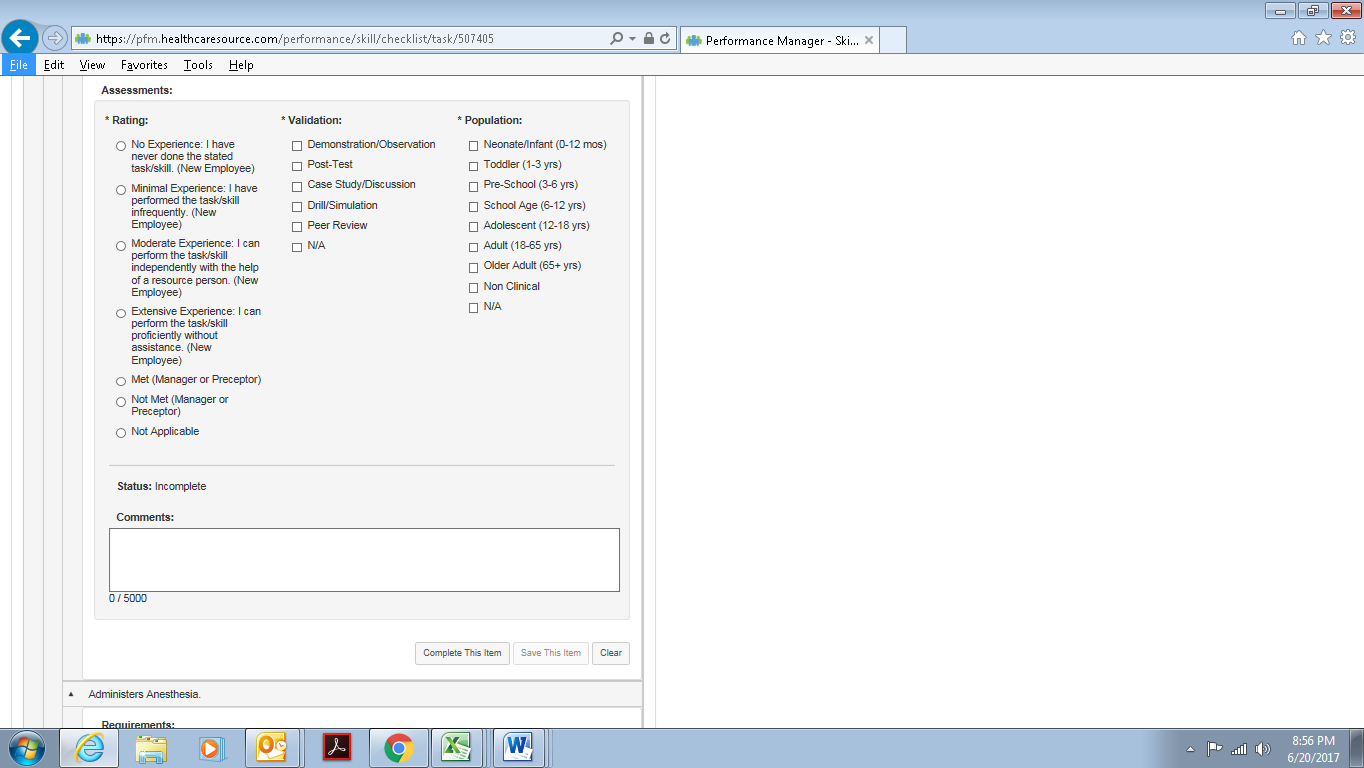 https://pfm.healthcaresource.com/performance/skill/checklist/task/507405
Performance Manager - Ski...
File Edit View Favorites Tools Help
Assessments:
* Rating:
No Experience: I have
never done the stated
task/skill. (New Employee)
Minimal Experience: I have
performed the task/skill
infrequently. (New
Employee)
Moderate Experience: I can
perform the task/skill
independently with the help
of a resource person. (New
Employee)
Extensive Experience: I can
perform the task/skill
proficiently without
assistance. (New
Employee)
Met (Manager or Preceptor)
Not Met (Manager or
Preceptor)
Not Applicable
* Validation:
Demonstration/Observation
Post-Test
Case Study/Discussion
Drill/Simulation
Peer Review
N/A
* Population:
Neonate/Infant (0-12 mos)
Toddler (1-3 yrs)
Pre-School (3-6 yrs)
School Age (6-12 yrs)
Adolescent (12-18 yrs)
Adult (18-65 yrs)
Older Adult (65+ yrs)
Non Clinical
N/A
Status: Incomplete
Comments:
0 / 5000
Complete This Item Save This Item Clear
Administers Anesthesia.
Requirements:
8:56 PM
6/20/2017